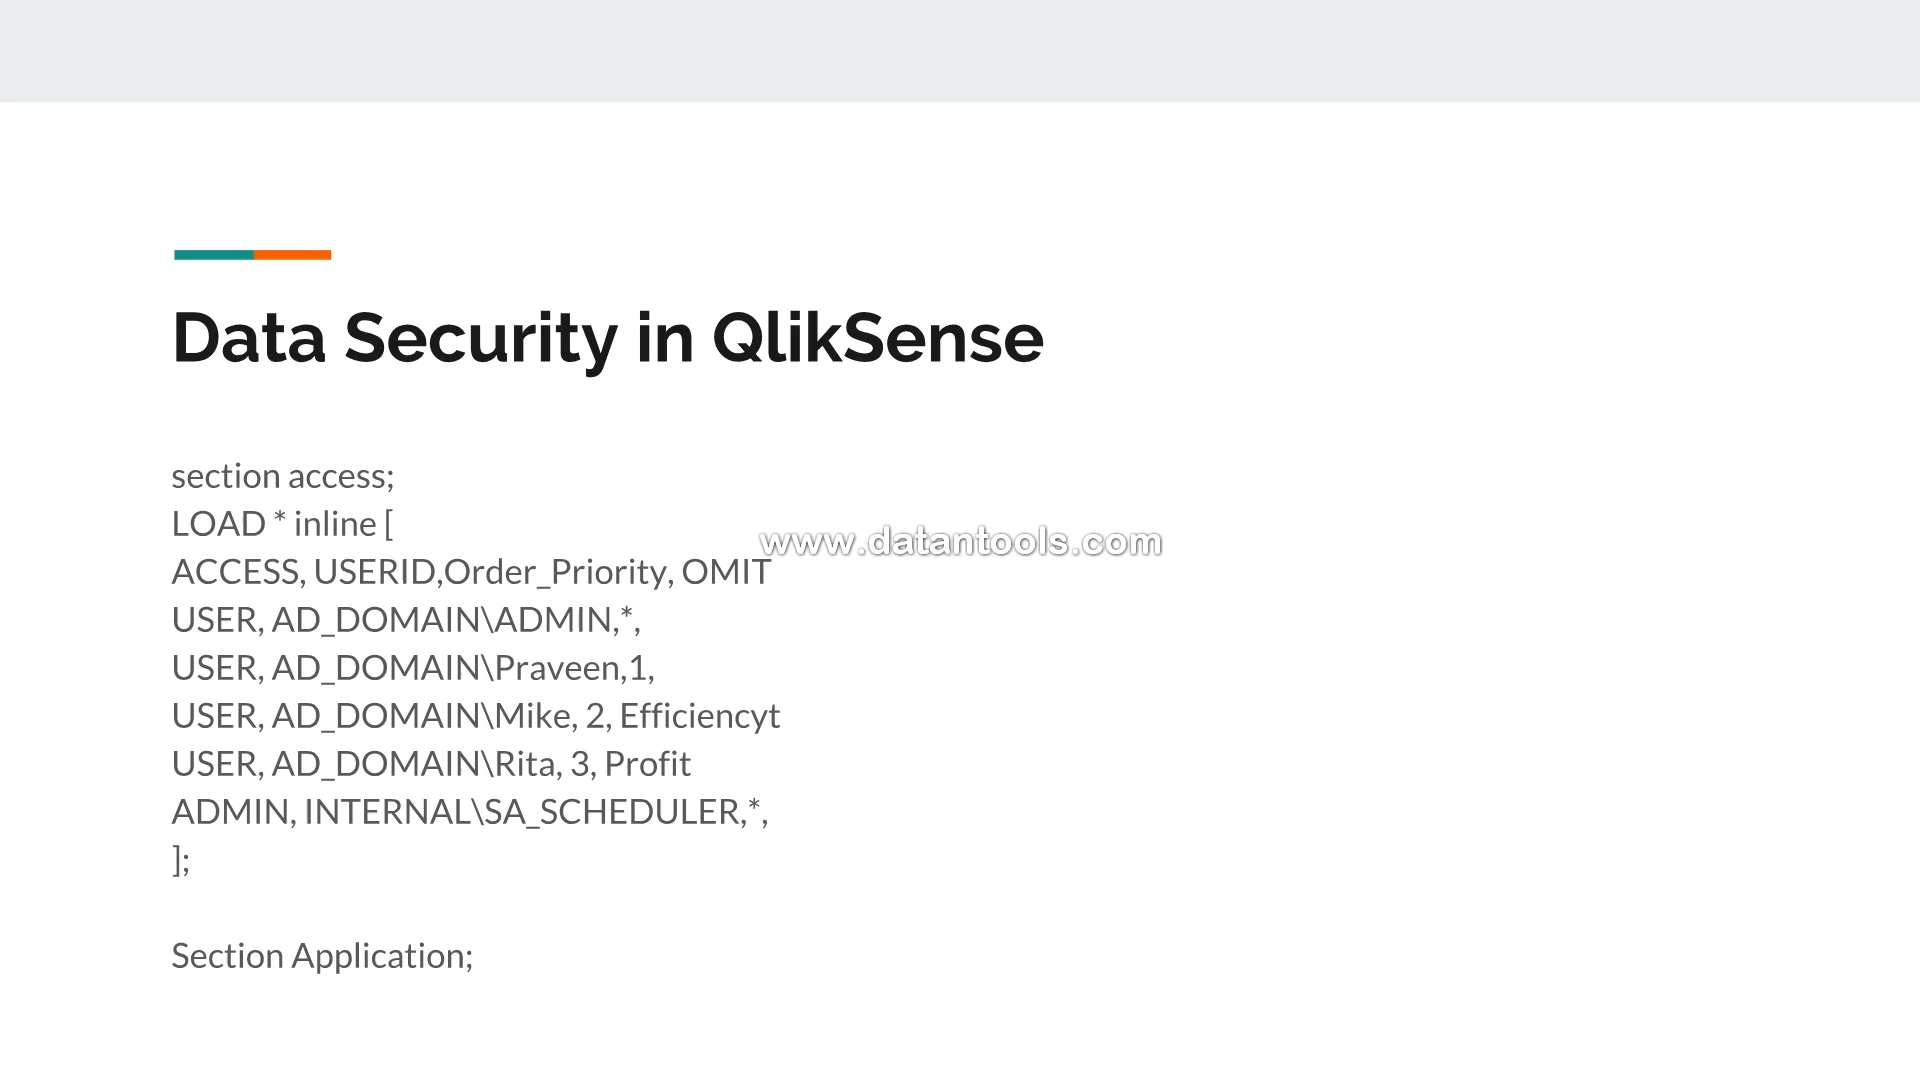 Data Security in QlikSense
section access;
LOAD * inline [
www.datantools.com
ACCESS, USERID,Order_Priority, OMIT
USER, AD_DOMAIN\ADMIN,*,
USER, AD_DOMAIN\Praveen,1,
USER, AD_DOMAIN\Mike, 2, Efficiencyt
USER, AD_DOMAIN\Rita, 3, Profit
ADMIN, INTERNAL\SA_SCHEDULER,*,
];
Section Application;